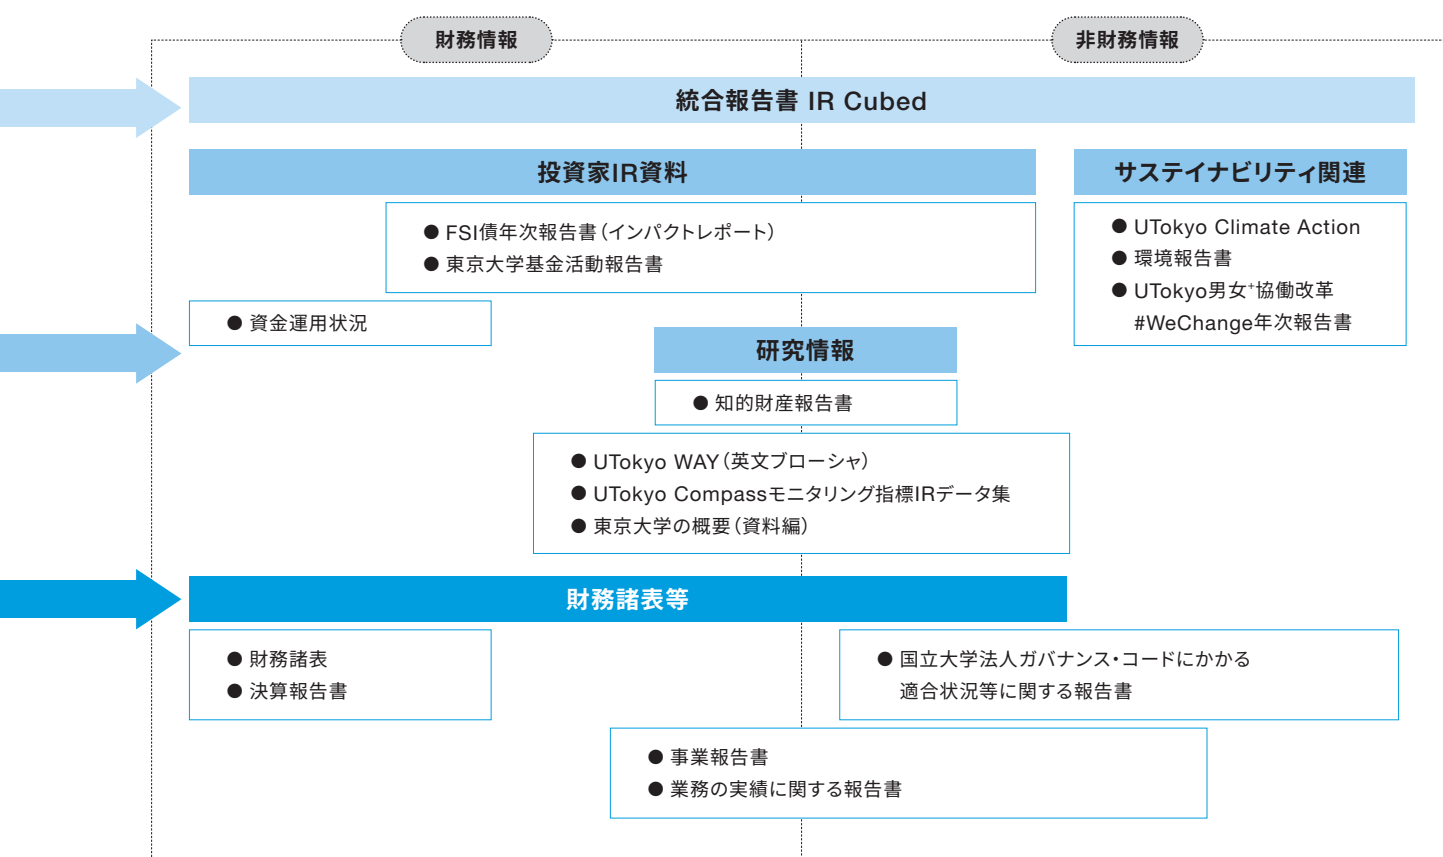 財務情報
非財務情報
統合報告書 IR Cubed
投資家IR資料
● FSI債年次報告書（インパクトレポート）
● 東京大学基金活動報告書
● 資金運用状況
サステイナビリティ関連
● UTokyo Climate Action
● 環境報告書
● UTokyo男女⁺協働改革
#WeChange年次報告書
研究情報
● 知的財産報告書
● UTokyo WAY（英文ブローシャ）
● UTokyo Compassモニタリング指標IRデータ集
● 東京大学の概要（資料編）
財務諸表等
● 財務諸表
● 決算報告書
● 国立大学法人ガバナンス・コードにかかる
適合状況等に関する報告書
● 事業報告書
● 業務の実績に関する報告書